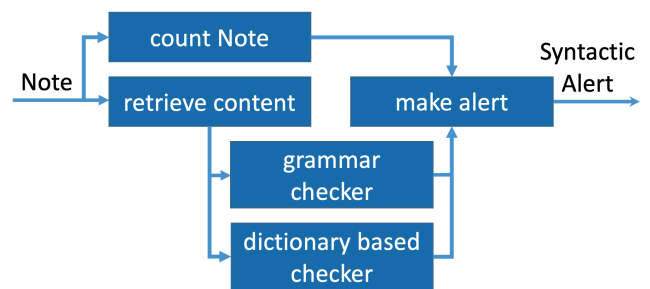 count Note
Note
retrieve content
make alert
Syntactic
Alert
grammar
checker
dictionary based
checker